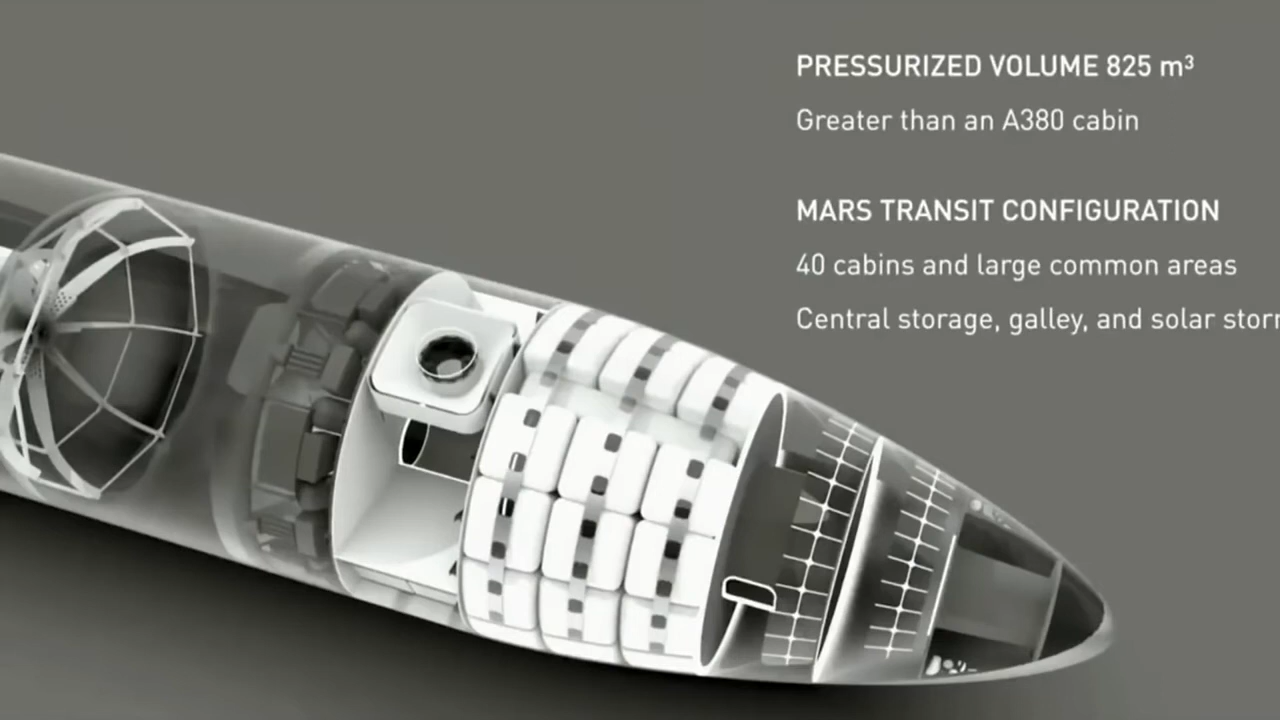 PRESSURIZED VOLUME 825 m³
Greater than an A380 cabin
MARS TRANSIT CONFIGURATION
40 cabins and large common areas
Central storage, galley, and solar